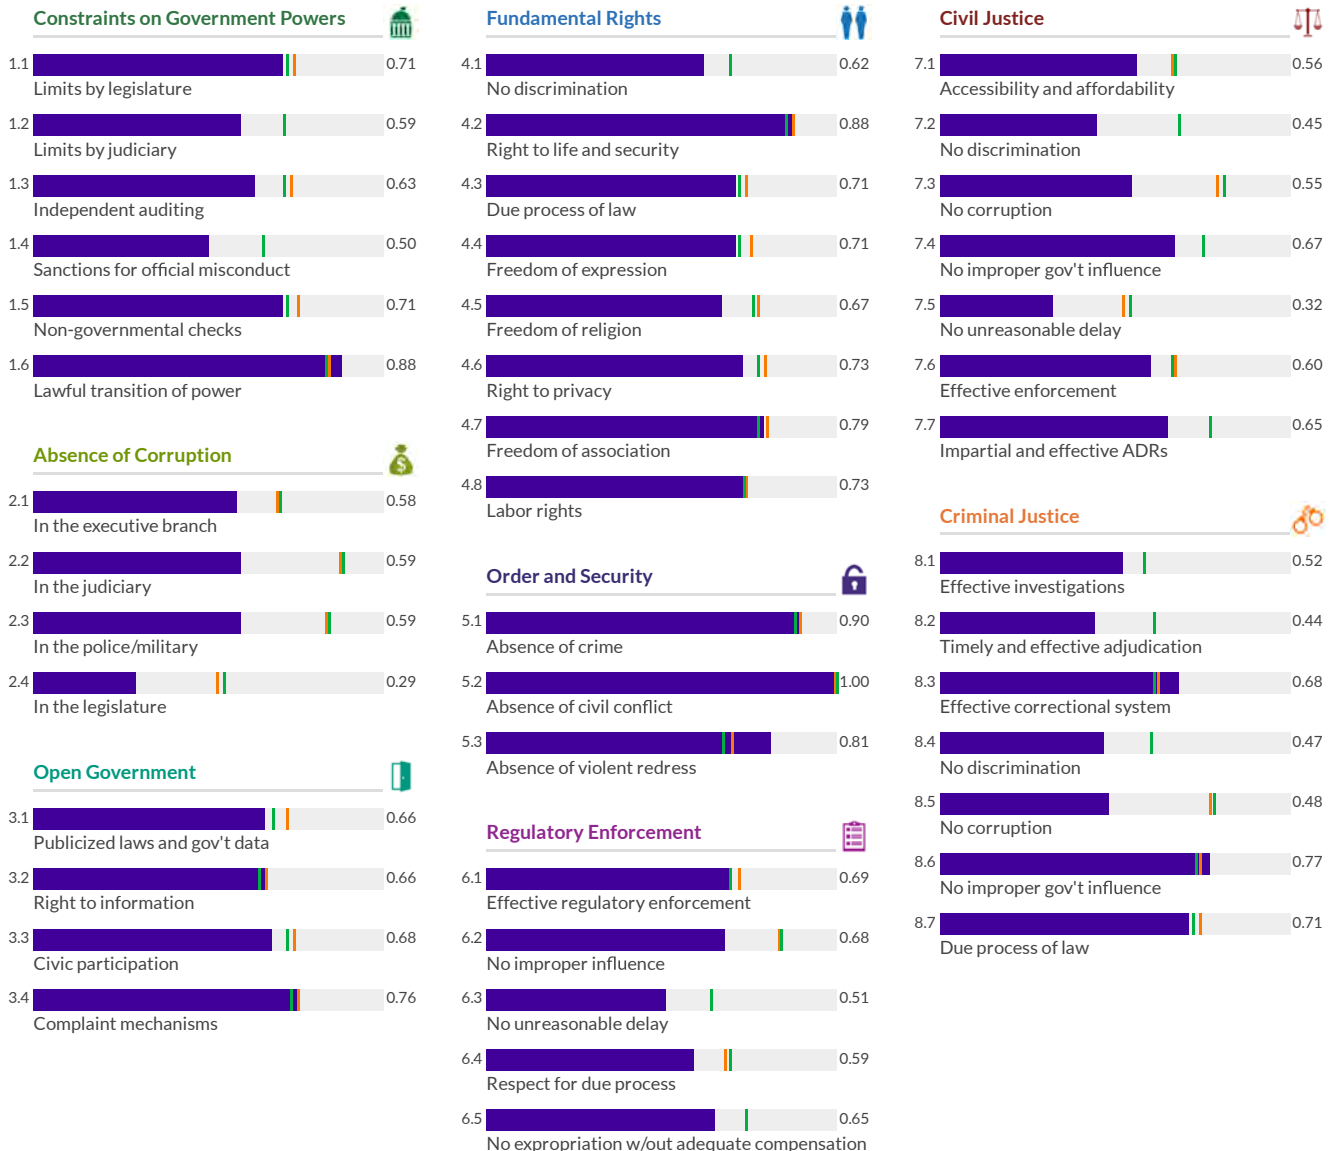 Constraints on Government Powers
1.1 0.71
Limits by legislature
1.2 0.59
Limits by judiciary
1.3 0.63
Independent auditing
1.4 0.50
Sanctions for official misconduct
1.5 0.71
Non-governmental checks
1.6 0.88
Lawful transition of power
Absence of Corruption
2.1 0.58
In the executive branch
2.2 0.59
In the judiciary
2.3 0.59
In the police/military
2.4 0.29
In the legislature
Open Government
3.1 0.66
Publicized laws and gov't data
3.2 0.66
Right to information
3.3 0.68
Civic participation
3.4 0.76
Complaint mechanisms
Fundamental Rights
4.1 0.62
No discrimination
4.2 0.88
Right to life and security
4.3 0.71
Due process of law
4.4 0.71
Freedom of expression
4.5 0.67
Freedom of religion
4.6 0.73
Right to privacy
4.7 0.79
Freedom of association
4.8 0.73
Labor rights
Order and Security
5.1 0.90
Absence of crime
5.2 1.00
Absence of civil conflict
5.3 0.81
Absence of violent redress
Regulatory Enforcement
6.1 0.69
Effective regulatory enforcement
6.2 0.68
No improper influence
6.3 0.51
No unreasonable delay
6.4 0.59
Respect for due process
6.5 0.65
No expropriation w/out adequate compensation
Civil Justice
7.1 0.56
Accessibility and affordability
7.2 0.45
No discrimination
7.3 0.55
No corruption
7.4 0.67
No improper gov't influence
7.5 0.32
No unreasonable delay
7.6 0.60
Effective enforcement
7.7 0.65
Impartial and effective ADRs
Criminal Justice
8.1 0.52
Effective investigations
8.2 0.44
Timely and effective adjudication
8.3 0.68
Effective correctional system
8.4 0.47
No discrimination
8.5 0.48
No corruption
8.6 0.77
No improper gov't influence
8.7 0.71
Due process of law